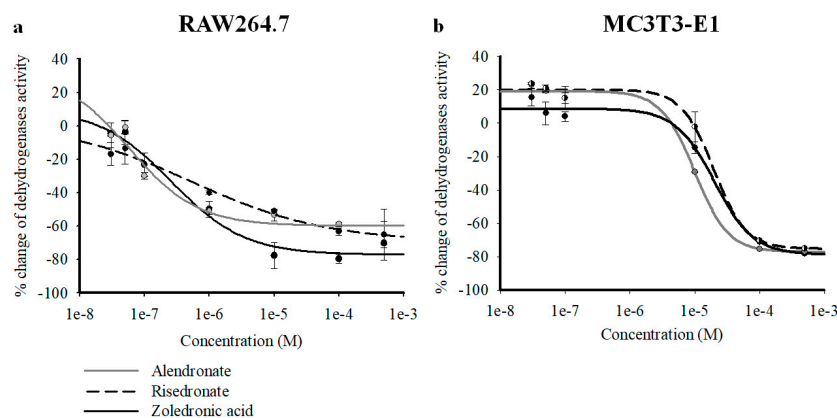 a RAW264.7
% change of dehydrogenases activity
40
20
0
-20
-40
-60
-80
-100
1e-8 1e-7 1e-6 1e-5 1e-4 1e-3
Concentration (M)
b MC3T3-E1
% change of dehydrogenases activity
40
20
0
-20
-40
-60
-80
-100
1e-8 1e-7 1e-6 1e-5 1e-4 1e-3
Concentration (M)
Alendronate
Risedronate
Zoledronic acid